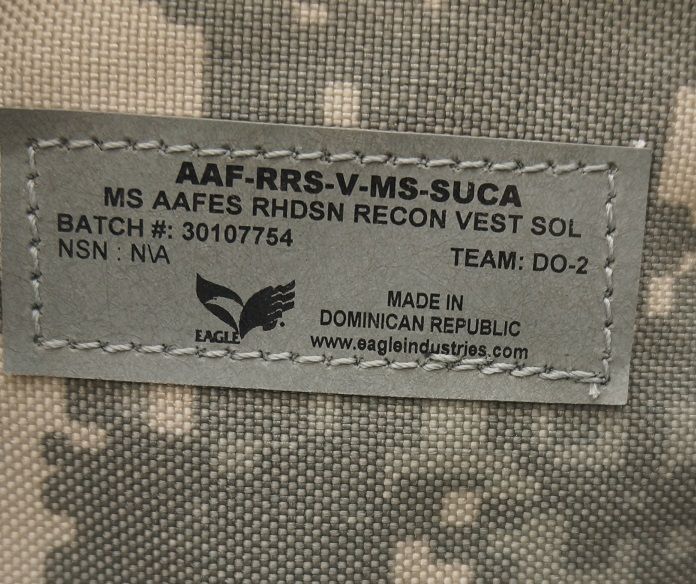 AAF-RRS-V-MS-SUCA
MS AAFES RHDSN RECON VEST SOL
BATCH #: 30107754
NSN : N\A
TEAM: DO-2
EAGLE
MADE IN
DOMINICAN REPUBLIC
www.eagleindustries.com